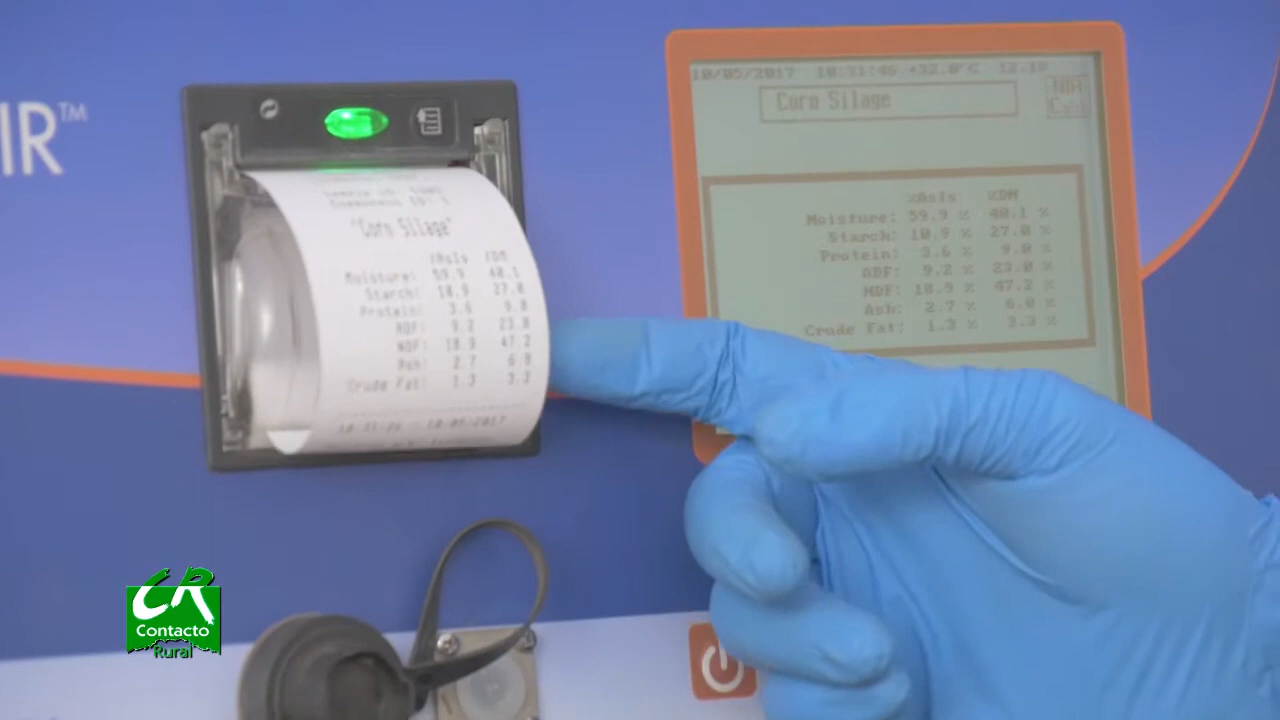 IR™
10/05/2017 10:31:45 +32.0°C 12.1V
Corn Silage
%AsIs %DM
Moisture: 59.9 % 40.1 %
Starch: 10.9 % 27.0 %
Protein: 3.6 % 9.0 %
ADF: 9.2 % 23.0 %
NDF: 18.9 % 47.2 %
Ash: 2.7 % 6.8 %
Crude Fat: 1.3 % 3.3 %
"Corn Silage"
%AsIs %DM
Moisture: 59.9 40.1
Starch: 10.9 27.0
Protein: 3.6 9.0
ADF: 9.2 23.0
NDF: 18.9 47.2
Ash: 2.7 6.8
Crude Fat: 1.3 3.3
10/05/2017
CR
Contacto
Rural